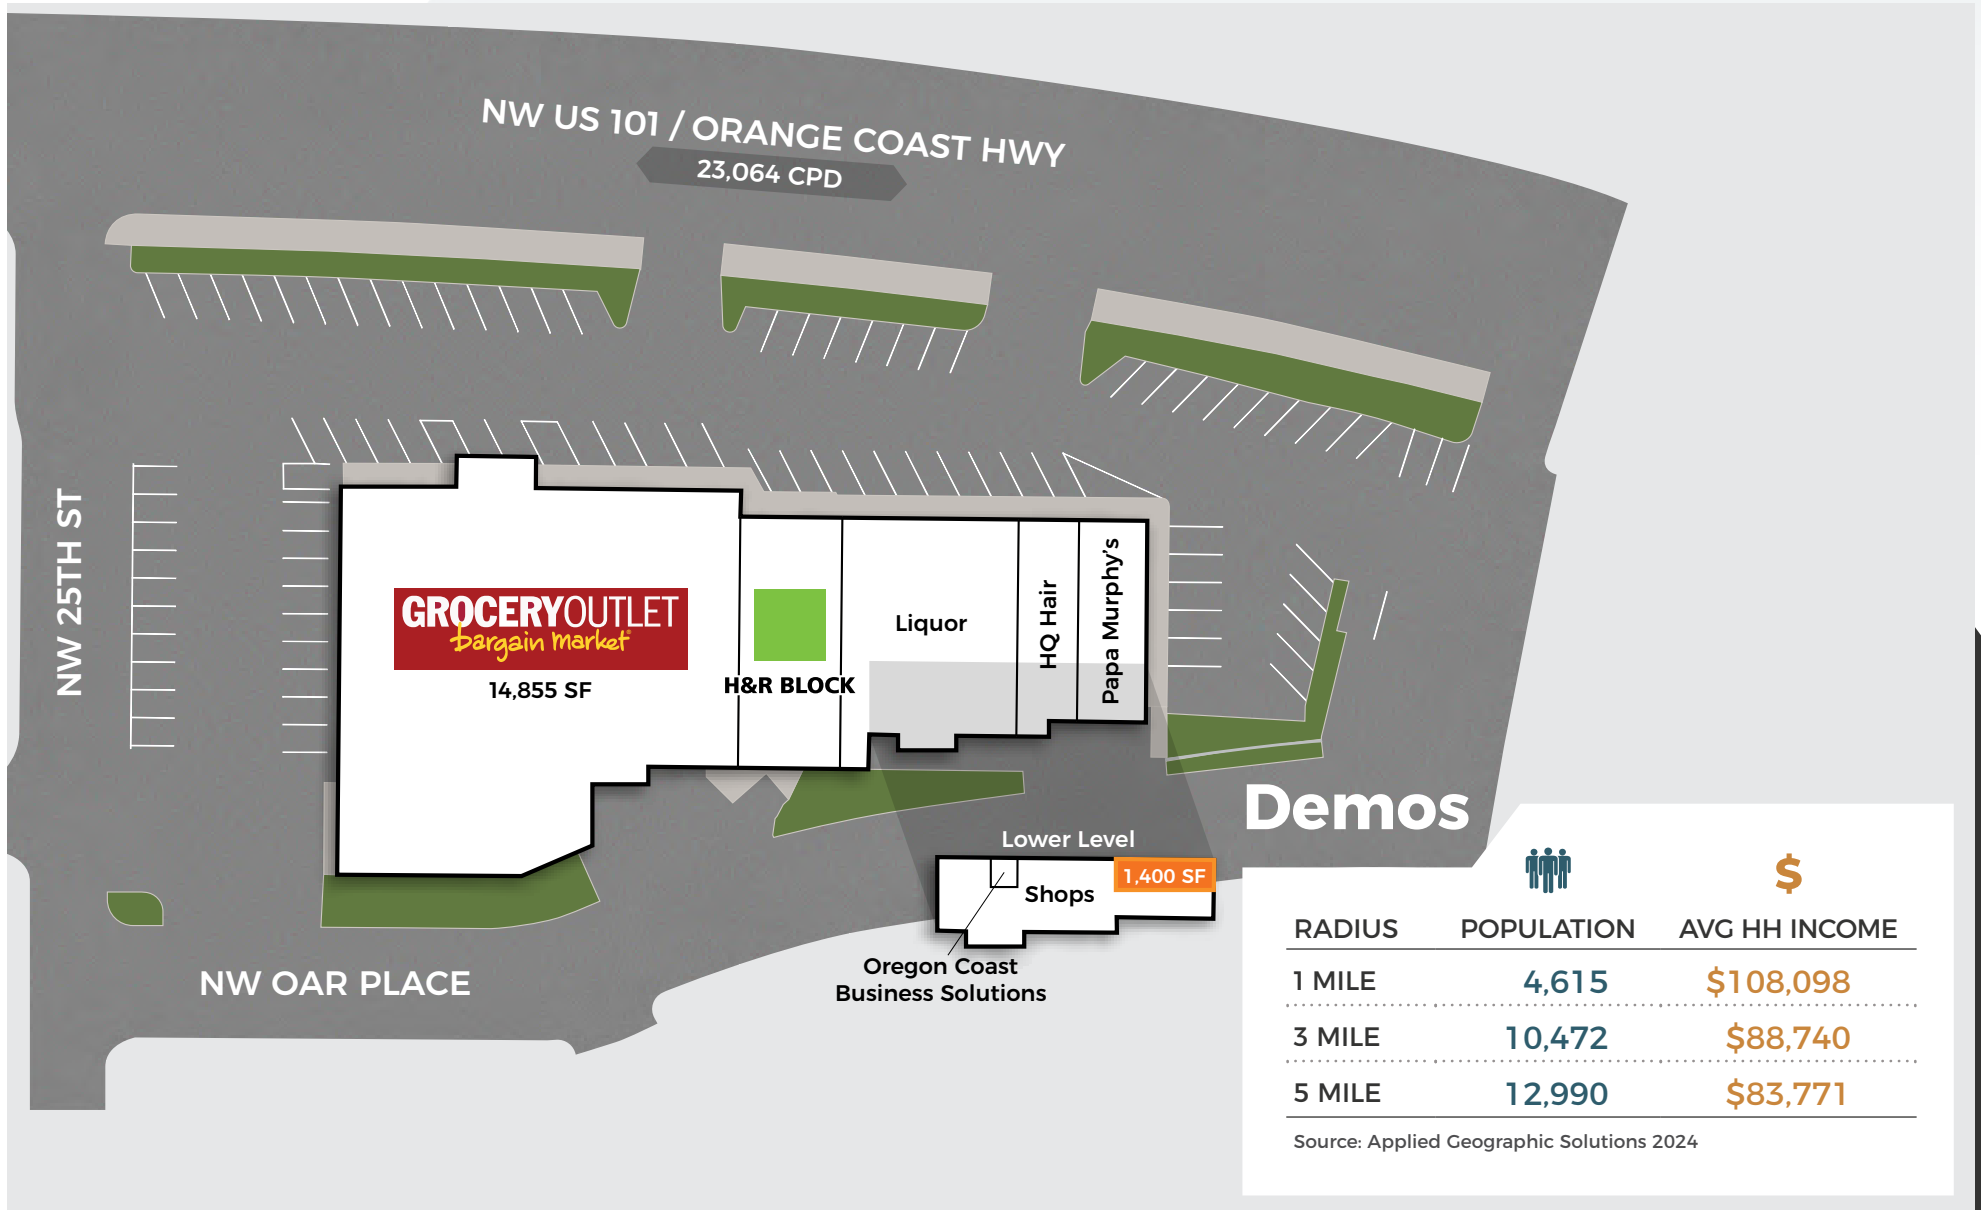 NW US 101 / ORANGE COAST HWY
23,064 CPD
NW 25TH ST
GROCERY OUTLET
bargain market
14,855 SF
H&R BLOCK
Liquor
HQ Hair
Papa Murphy's
Lower Level
1,400 SF
Shops
Oregon Coast
Business Solutions
NW OAR PLACE
Demos
$
RADIUS POPULATION AVG HH INCOME
1 MILE 4,615 $108,098
3 MILE 10,472 $88,740
5 MILE 12,990 $83,771
Source: Applied Geographic Solutions 2024